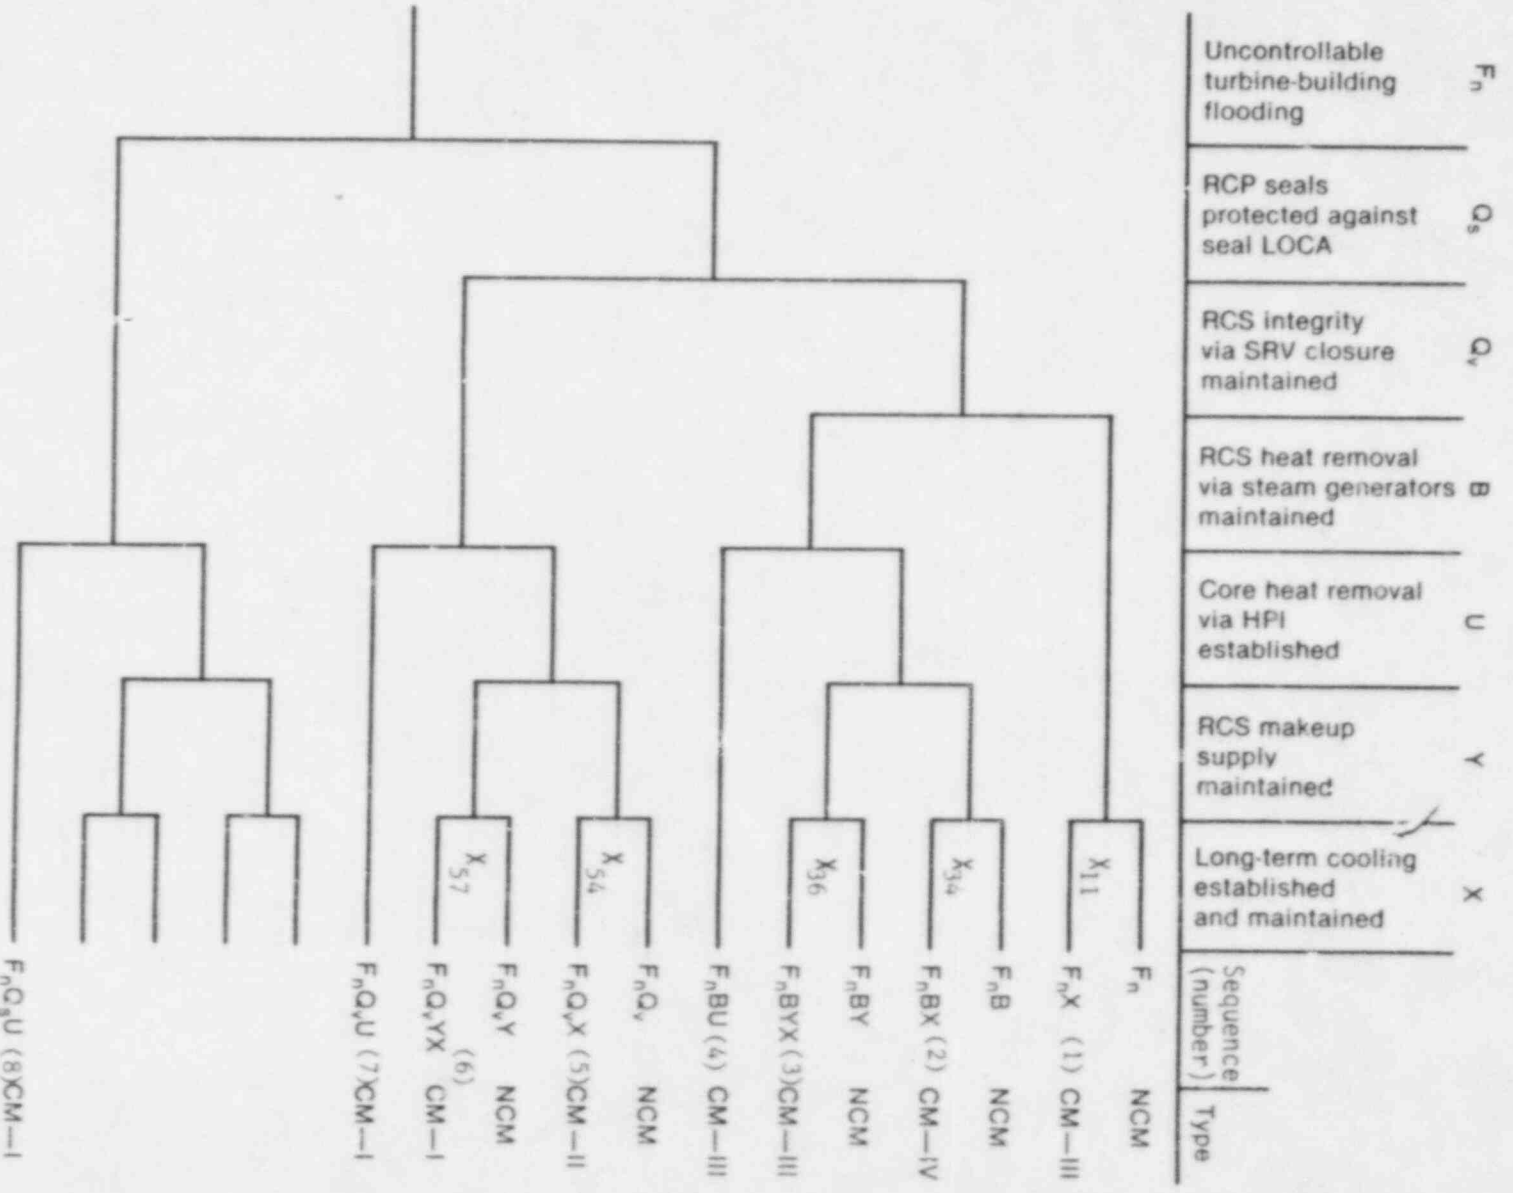 Uncontrollable
turbine-building
flooding
Fn
RCP seals
protected against
seal LOCA
Qs
RCS integrity
via SRV closure
maintained
Qv
RCS heat removal
via steam generators
maintained
B
Core heat removal
via HPI
established
U
RCS makeup
supply
maintained
Y
Long-term cooling
established
and maintained
X
Sequence
(number)
Type
X11
X34
X36
X54
X57
Fn NCM
FnX (1) CM—III
FnB NCM
FnBX (2) CM—IV
FnBY NCM
FnBYX (3) CM—III
FnBU (4) CM—III
FnQv NCM
FnQvX (5) CM—II
FnQvY NCM
FnQvYX (6) CM—I
FnQvU (7) CM—I
FnQsU (8) CM—I